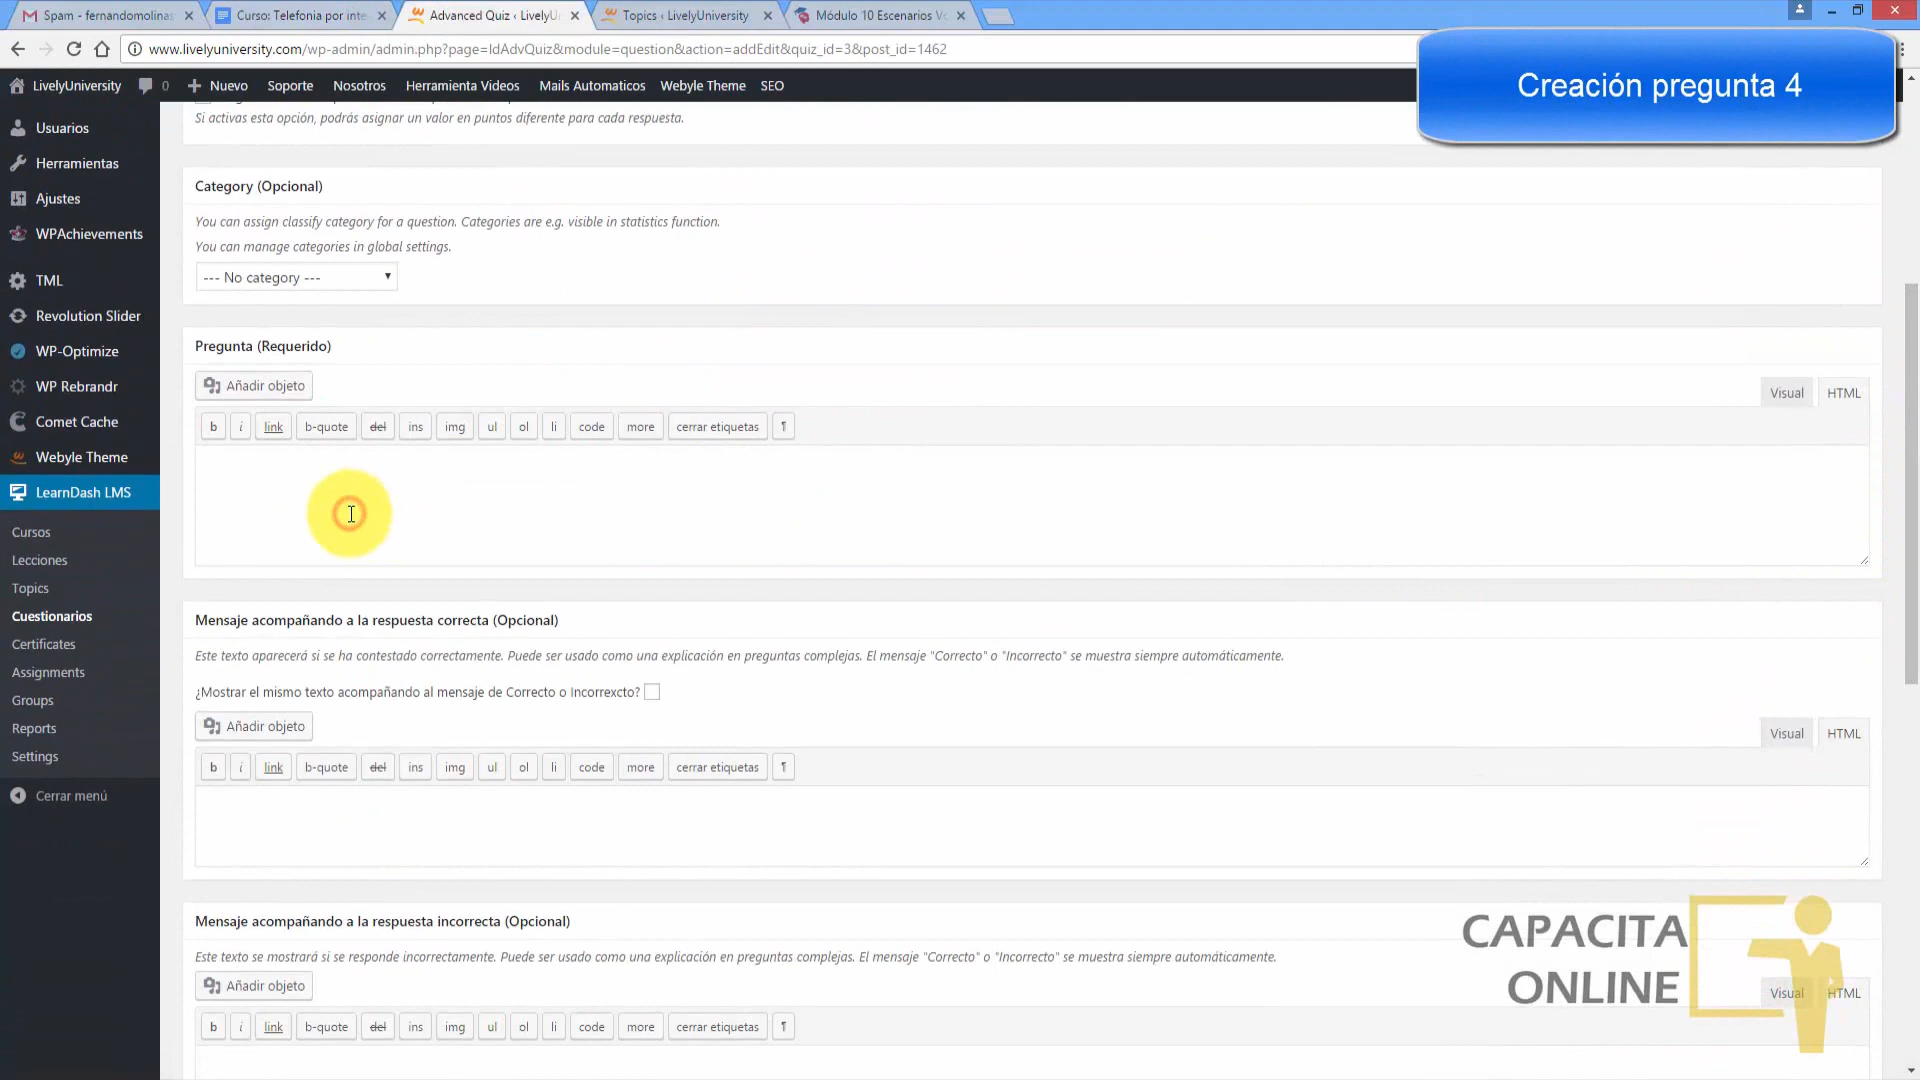 Spam - fernandomolinas
Curso: Telefonia por inte
Advanced Quiz ‹ LivelyU
Topics ‹ LivelyUniversity
Módulo 10 Escenarios Vo
www.livelyuniversity.com/wp-admin/admin.php?page=ldAdvQuiz&module=question&action=addEdit&quiz_id=3&post_id=1462
Creación pregunta 4
LivelyUniversity
0
Nuevo
Soporte
Nosotros
Herramienta Videos
Mails Automaticos
Webyle Theme
SEO
Usuarios
Herramientas
Ajustes
WPAchievements
TML
Revolution Slider
WP-Optimize
WP Rebrandr
Comet Cache
Webyle Theme
LearnDash LMS
Cursos
Lecciones
Topics
Cuestionarios
Certificates
Assignments
Groups
Reports
Settings
Cerrar menú
Si activas esta opción, podrás asignar un valor en puntos diferente para cada respuesta.
Category (Opcional)
You can assign classify category for a question. Categories are e.g. visible in statistics function.
You can manage categories in global settings.
--- No category ---
Pregunta (Requerido)
Añadir objeto
Visual HTML
b i link b-quote del ins img ul ol li code more cerrar etiquetas ¶
Mensaje acompañando a la respuesta correcta (Opcional)
Este texto aparecerá si se ha contestado correctamente. Puede ser usado como una explicación en preguntas complejas. El mensaje "Correcto" o "Incorrecto" se muestra siempre automáticamente.
¿Mostrar el mismo texto acompañando al mensaje de Correcto o Incorrexcto?
Añadir objeto
Visual HTML
b i link b-quote del ins img ul ol li code more cerrar etiquetas ¶
Mensaje acompañando a la respuesta incorrecta (Opcional)
Este texto se mostrará si se responde incorrectamente. Puede ser usado como una explicación en preguntas complejas. El mensaje "Correcto" o "Incorrecto" se muestra siempre automáticamente.
Añadir objeto
Visual HTML
b i link b-quote del ins img ul ol li code more cerrar etiquetas ¶
CAPACITA
ONLINE